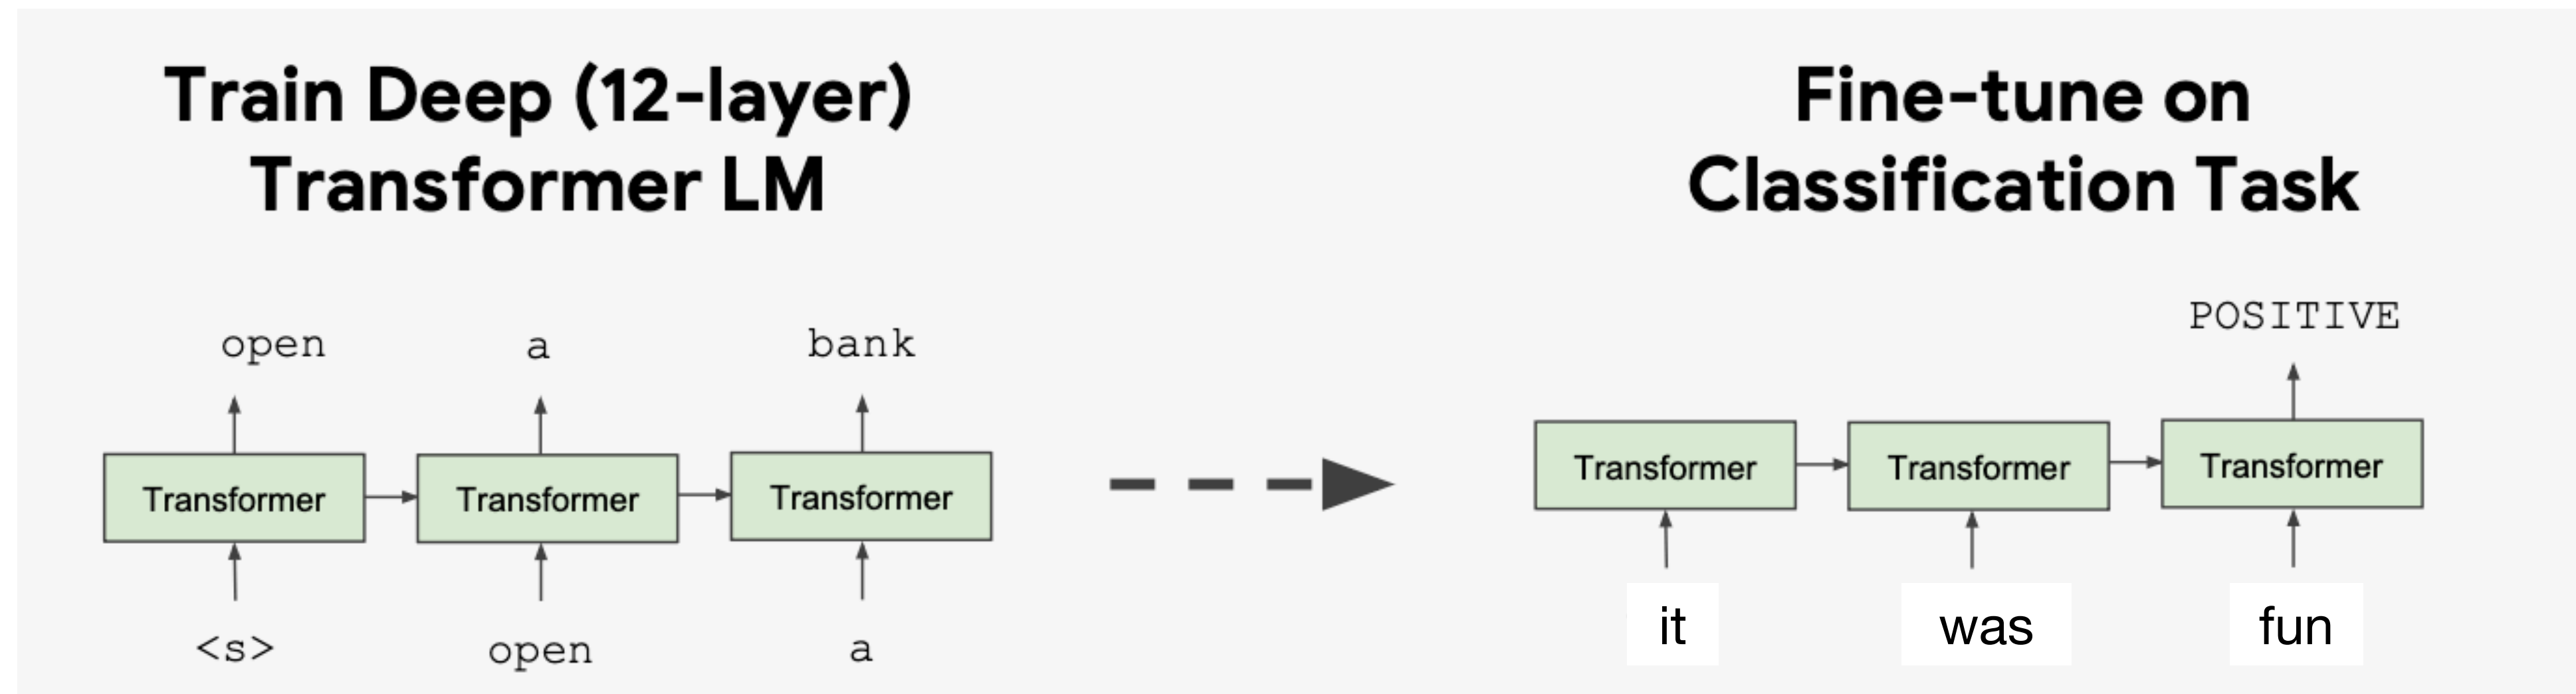 Train Deep (12-layer)
Transformer LM
open a bank
Transformer Transformer Transformer
<s> open a
Fine-tune on
Classification Task
POSITIVE
Transformer Transformer Transformer
it was fun